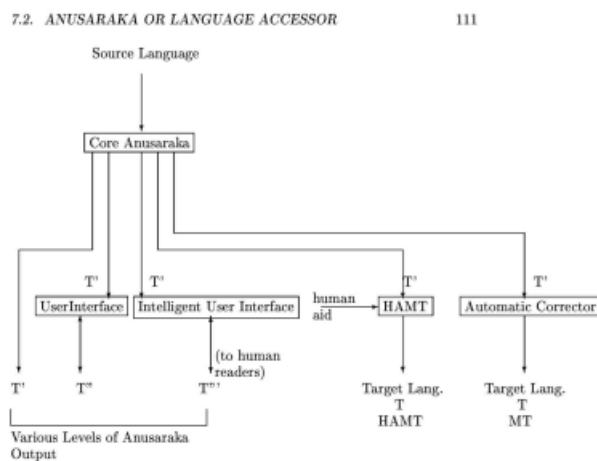 7.2. ANUSARAKA OR LANGUAGE ACCESSOR 111
Source Language
Core Anusaraka
T' T' T' T'
UserInterface Intelligent User Interface human aid HAMT Automatic Corrector
(to human
readers)
T' T" T"' Target Lang. Target Lang.
T T
HAMT MT
Various Levels of Anusaraka
Output